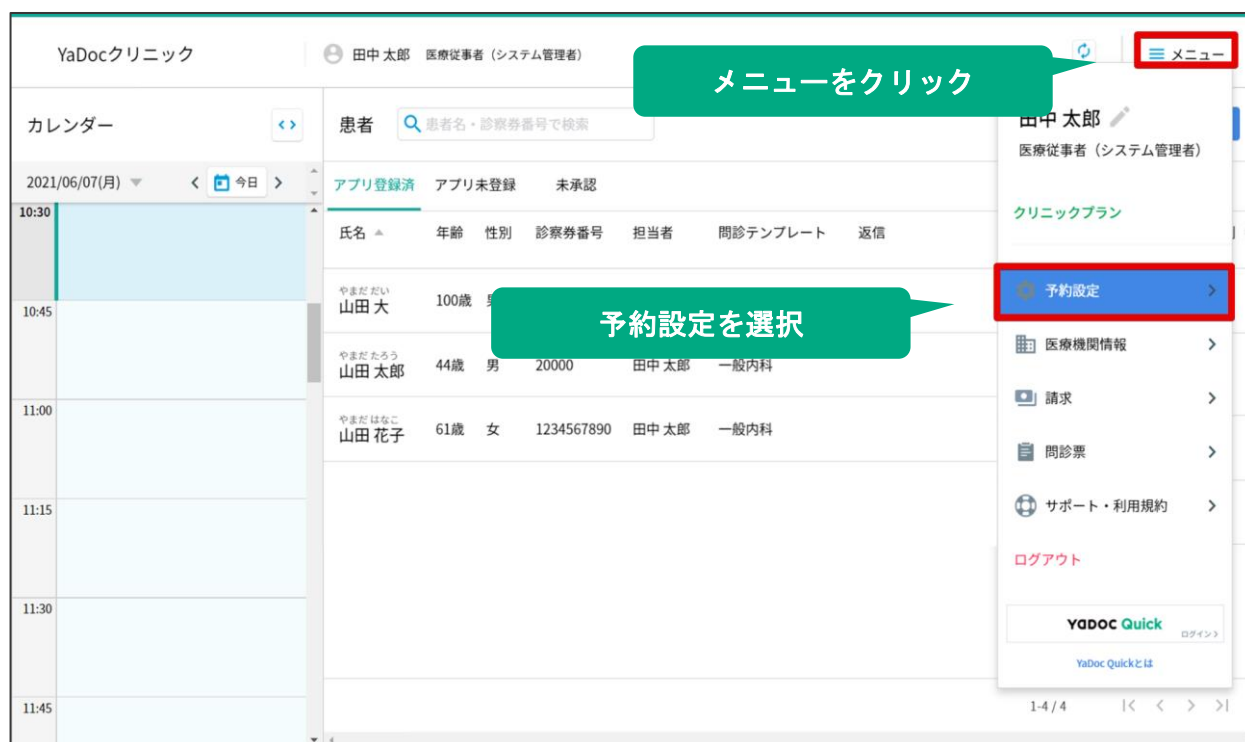 YaDocクリニック
田中 太郎 医療従事者（システム管理者）
メニュー
メニューをクリック
カレンダー
患者
患者名・診察券番号で検索
2021/06/07(月)
今日
アプリ登録済 アプリ未登録 未承認
氏名 年齢 性別 診察券番号 担当者 問診テンプレート 返信
10:30
10:45
11:00
11:15
11:30
11:45
やまだ だい
山田 大 100歳
予約設定を選択
やまだ たろう
山田 太郎 44歳 男 20000 田中 太郎 一般内科
やまだ はなこ
山田 花子 61歳 女 1234567890 田中 太郎 一般内科
田中 太郎
医療従事者（システム管理者）
クリニックプラン
予約設定
医療機関情報
請求
問診票
サポート・利用規約
ログアウト
YaDOC Quick
ログイン
YaDoc Quickとは
1-4 / 4